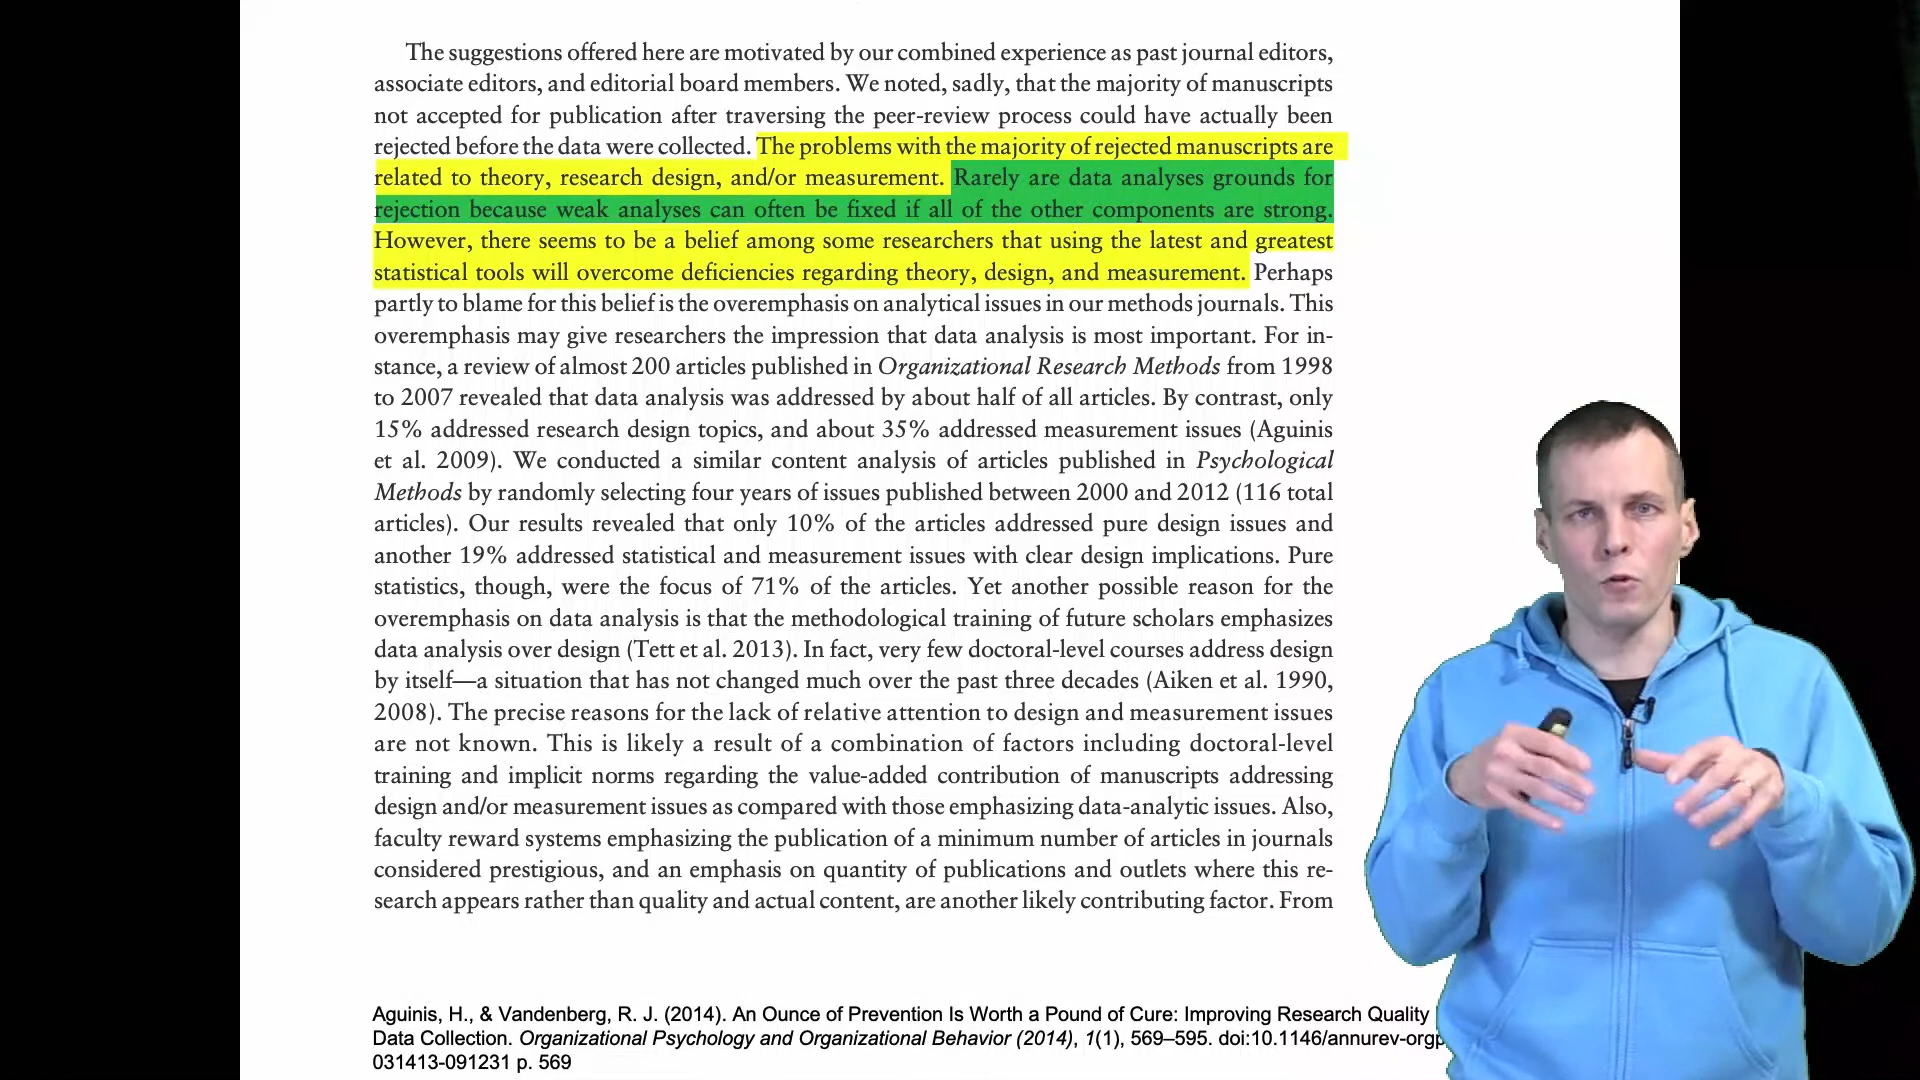 The suggestions offered here are motivated by our combined experience as past journal editors,
associate editors, and editorial board members. We noted, sadly, that the majority of manuscripts
not accepted for publication after traversing the peer-review process could have actually been
rejected before the data were collected. The problems with the majority of rejected manuscripts are
related to theory, research design, and/or measurement. Rarely are data analyses grounds for
rejection because weak analyses can often be fixed if all of the other components are strong.
However, there seems to be a belief among some researchers that using the latest and greatest
statistical tools will overcome deficiencies regarding theory, design, and measurement. Perhaps
partly to blame for this belief is the overemphasis on analytical issues in our methods journals. This
overemphasis may give researchers the impression that data analysis is most important. For in-
stance, a review of almost 200 articles published in Organizational Research Methods from 1998
to 2007 revealed that data analysis was addressed by about half of all articles. By contrast, only
15% addressed research design topics, and about 35% addressed measurement issues (Aguinis
et al. 2009). We conducted a similar content analysis of articles published in Psychological
Methods by randomly selecting four years of issues published between 2000 and 2012 (116 total
articles). Our results revealed that only 10% of the articles addressed pure design issues and
another 19% addressed statistical and measurement issues with clear design implications. Pure
statistics, though, were the focus of 71% of the articles. Yet another possible reason for the
overemphasis on data analysis is that the methodological training of future scholars emphasizes
data analysis over design (Tett et al. 2013). In fact, very few doctoral-level courses address design
by itself—a situation that has not changed much over the past three decades (Aiken et al. 1990,
2008). The precise reasons for the lack of relative attention to design and measurement issues
are not known. This is likely a result of a combination of factors including doctoral-level
training and implicit norms regarding the value-added contribution of manuscripts addressing
design and/or measurement issues as compared with those emphasizing data-analytic issues. Also,
faculty reward systems emphasizing the publication of a minimum number of articles in journals
considered prestigious, and an emphasis on quantity of publications and outlets where this re-
search appears rather than quality and actual content, are another likely contributing factor. From
Aguinis, H., & Vandenberg, R. J. (2014). An Ounce of Prevention Is Worth a Pound of Cure: Improving Research Quality
Data Collection. Organizational Psychology and Organizational Behavior (2014), 1(1), 569–595. doi:10.1146/annurev-orgp
031413-091231 p. 569